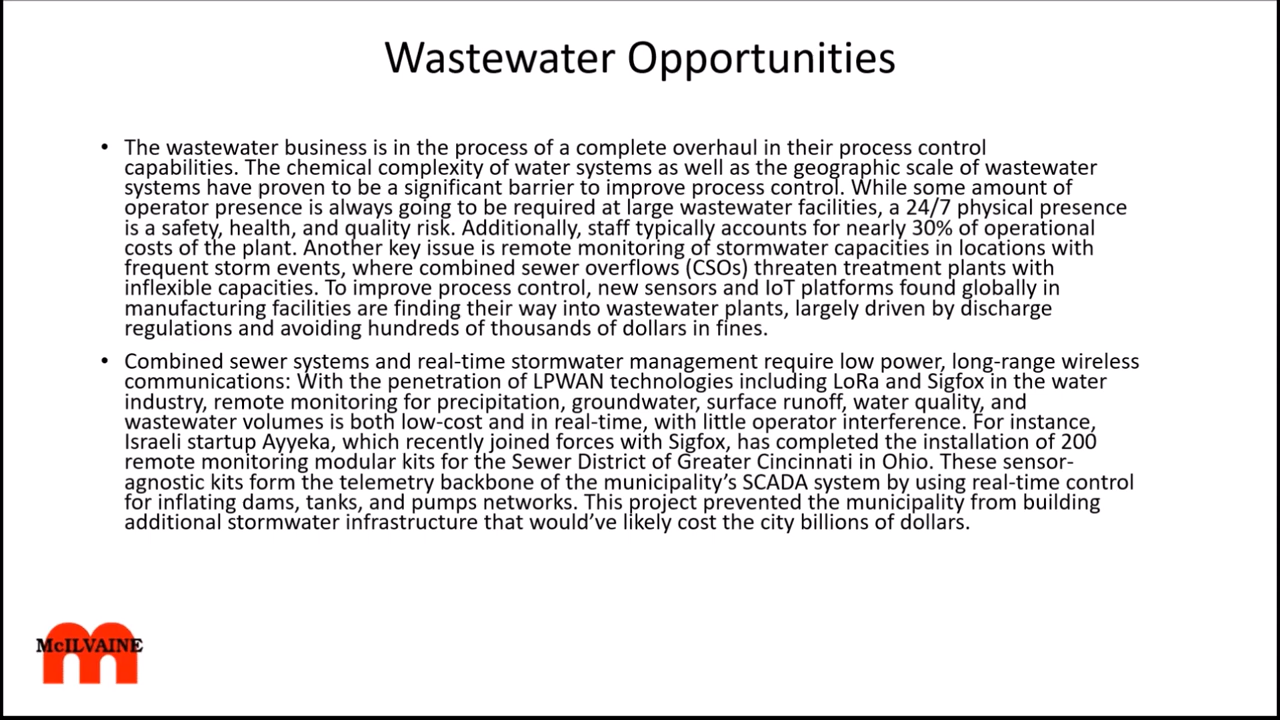 Wastewater Opportunities
• The wastewater business is in the process of a complete overhaul in their process control
capabilities. The chemical complexity of water systems as well as the geographic scale of wastewater
systems have proven to be a significant barrier to improve process control. While some amount of
operator presence is always going to be required at large wastewater facilities, a 24/7 physical presence
is a safety, health, and quality risk. Additionally, staff typically accounts for nearly 30% of operational
costs of the plant. Another key issue is remote monitoring of stormwater capacities in locations with
frequent storm events, where combined sewer overflows (CSOs) threaten treatment plants with
inflexible capacities. To improve process control, new sensors and IoT platforms found globally in
manufacturing facilities are finding their way into wastewater plants, largely driven by discharge
regulations and avoiding hundreds of thousands of dollars in fines.
• Combined sewer systems and real-time stormwater management require low power, long-range wireless
communications: With the penetration of LPWAN technologies including LoRa and Sigfox in the water
industry, remote monitoring for precipitation, groundwater, surface runoff, water quality, and
wastewater volumes is both low-cost and in real-time, with little operator interference. For instance,
Israeli startup Ayyeka, which recently joined forces with Sigfox, has completed the installation of 200
remote monitoring modular kits for the Sewer District of Greater Cincinnati in Ohio. These sensor-
agnostic kits form the telemetry backbone of the municipality’s SCADA system by using real-time control
for inflating dams, tanks, and pumps networks. This project prevented the municipality from building
additional stormwater infrastructure that would’ve likely cost the city billions of dollars.
McILVAINE